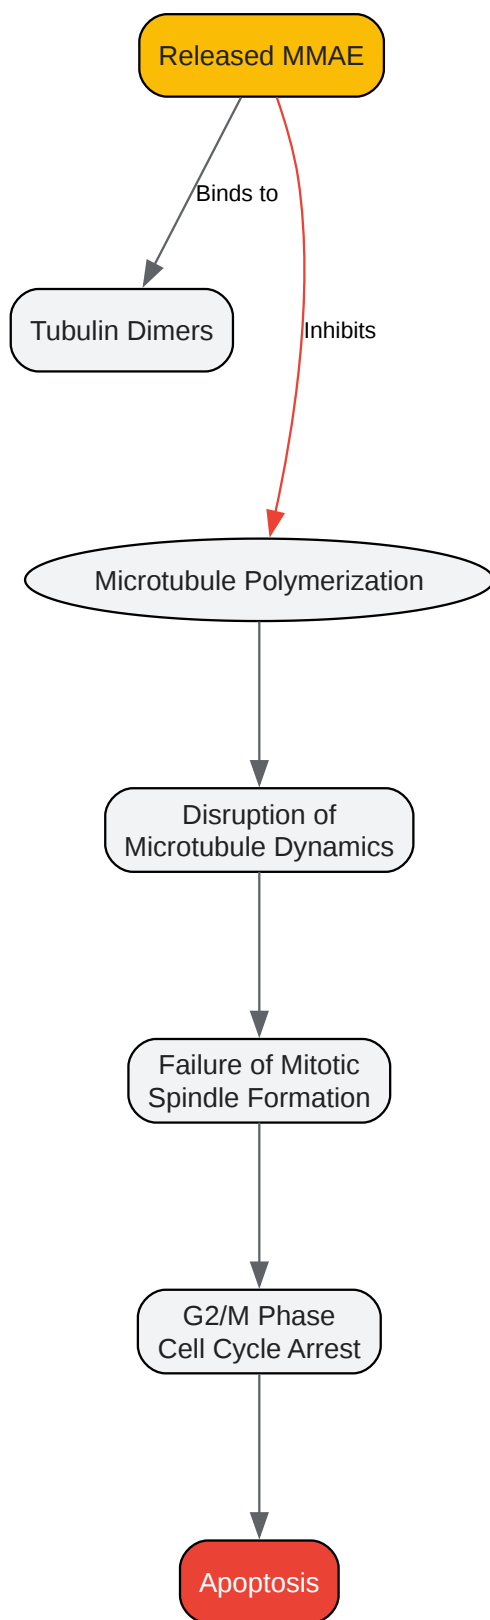 Released MMAE
Binds to
Tubulin Dimers
Inhibits
Microtubule Polymerization
Disruption of
Microtubule Dynamics
Failure of Mitotic
Spindle Formation
G2/M Phase
Cell Cycle Arrest
Apoptosis